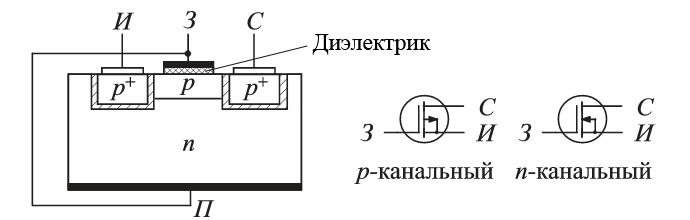 И З С
Диэлектрик
p⁺ p p⁺
n
П
З С И З С И
p-канальный n-канальный